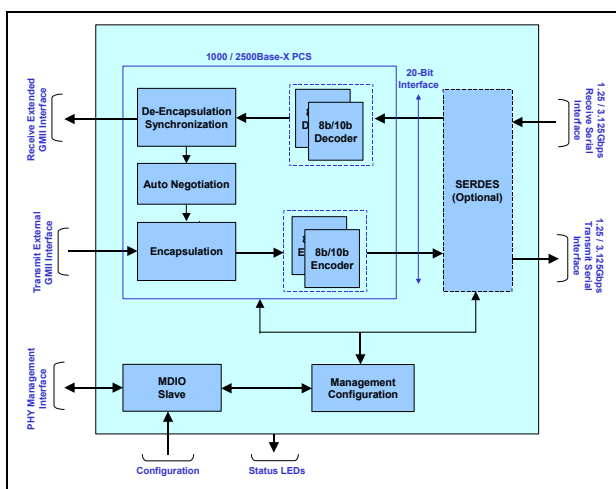 1000 / 2500Base-X PCS
20-Bit
Interface
Receive Extended
GMII Interface
De-Encapsulation
Synchronization
8
D
8b/10b
Decoder
SERDES
(Optional)
1.25 / 3.125Gbps
Receive Serial
Interface
Auto Negotiation
Transmit External
GMII Interface
Encapsulation
8
E
8b/10b
Encoder
1.25 / 3.125Gbps
Transmit Serial
Interface
PHY Management
Interface
MDIO
Slave
Management
Configuration
Configuration
Status LEDs